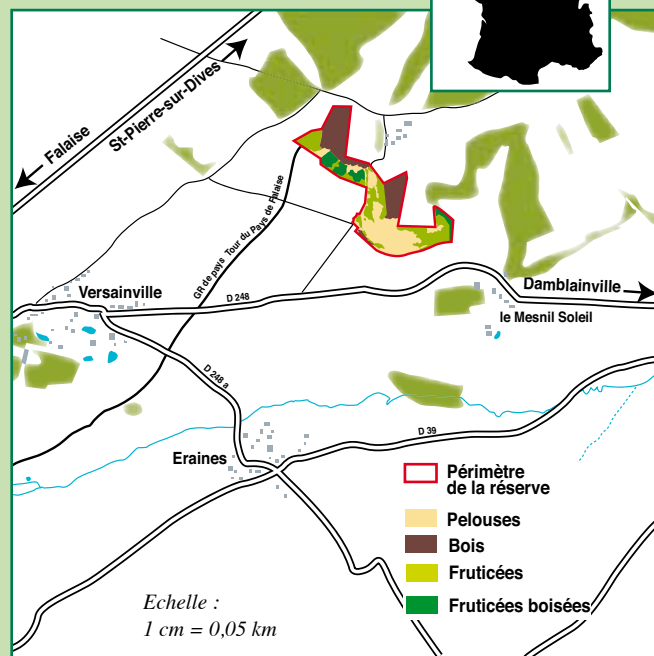 Falaise
St-Pierre-sur-Dives
GR de pays Tour du Pays de Falaise
Versainville
D 248
Damblainville
le Mesnil Soleil
D 248 a
D 39
Eraines
Périmètre
de la réserve
Pelouses
Bois
Fruticées
Fruticées boisées
Echelle :
1 cm = 0,05 km